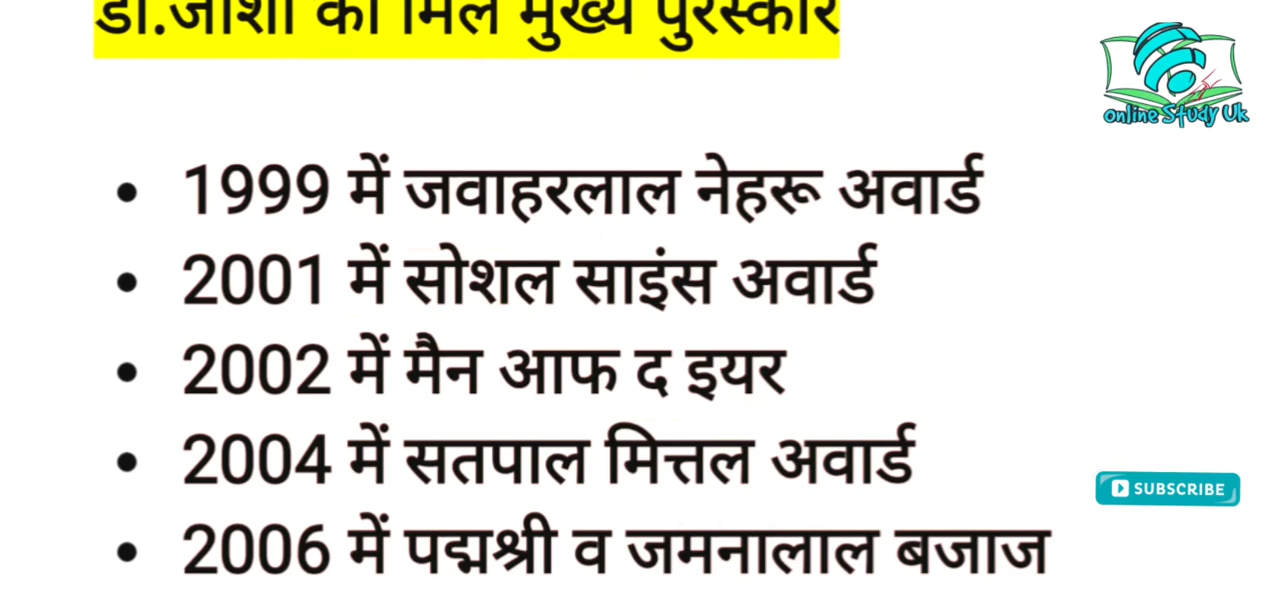 डॉ.जोशी को मिले मुख्य पुरस्कार
online Study Uk
• 1999 में जवाहरलाल नेहरू अवार्ड
• 2001 में सोशल साइंस अवार्ड
• 2002 में मैन आफ द इयर
• 2004 में सतपाल मित्तल अवार्ड
SUBSCRIBE
• 2006 में पद्मश्री व जमनालाल बजाज